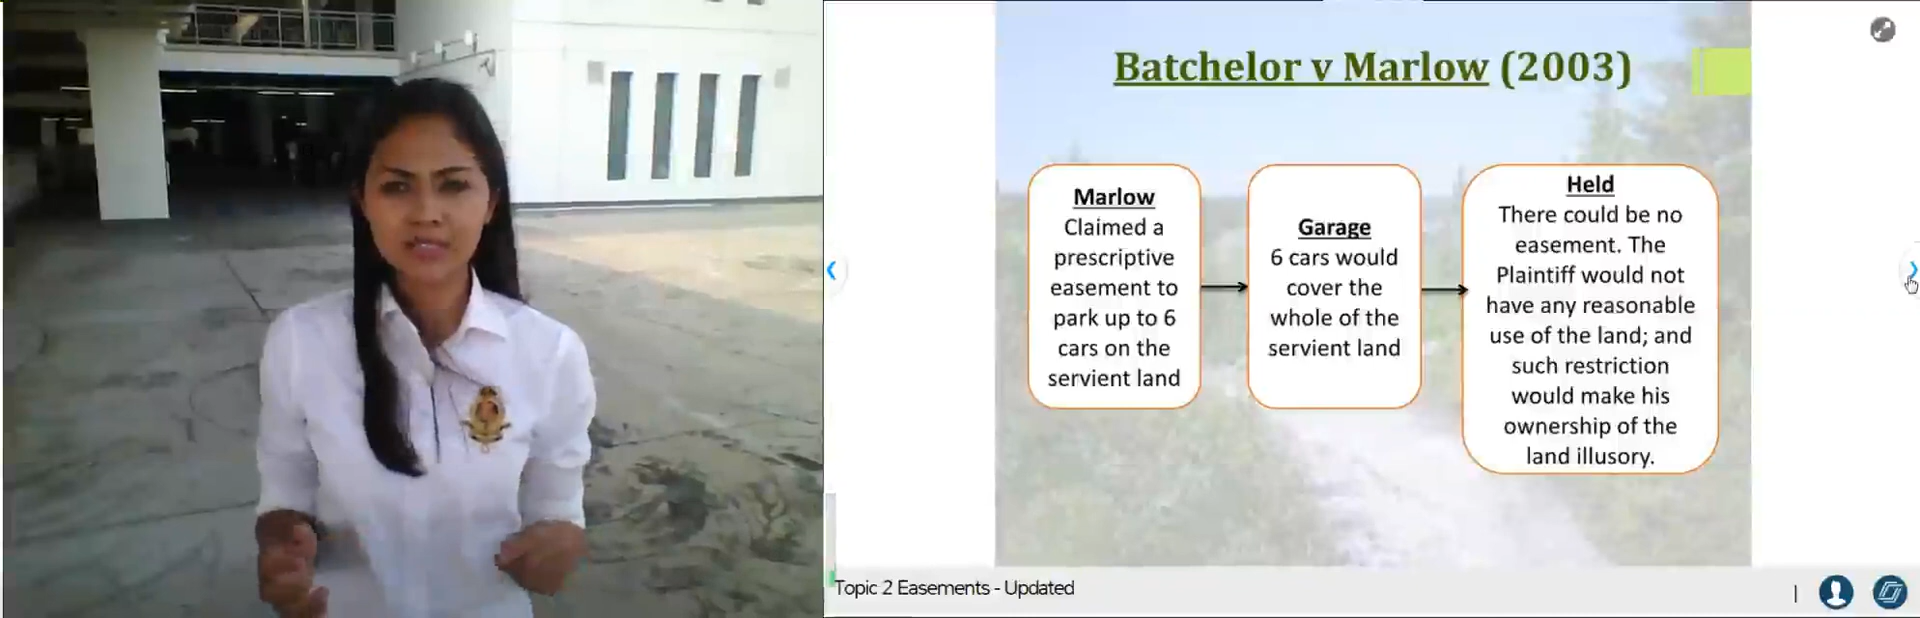 Batchelor v Marlow (2003)
Marlow
Claimed a
prescriptive
easement to
park up to 6
cars on the
servient land
Garage
6 cars would
cover the
whole of the
servient land
Held
There could be no
easement. The
Plaintiff would not
have any reasonable
use of the land; and
such restriction
would make his
ownership of the
land illusory.
Topic 2 Easements - Updated